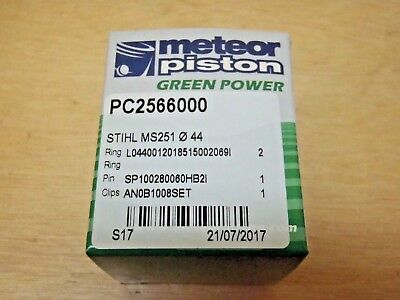 meteor
piston
GREEN POWER
PC2566000
STIHL MS251 Ø 44
Ring L0440012018515002069I 2
Ring
Pin SP100280060HB2I 1
Clips AN0B1008SET 1
S17 21/07/2017